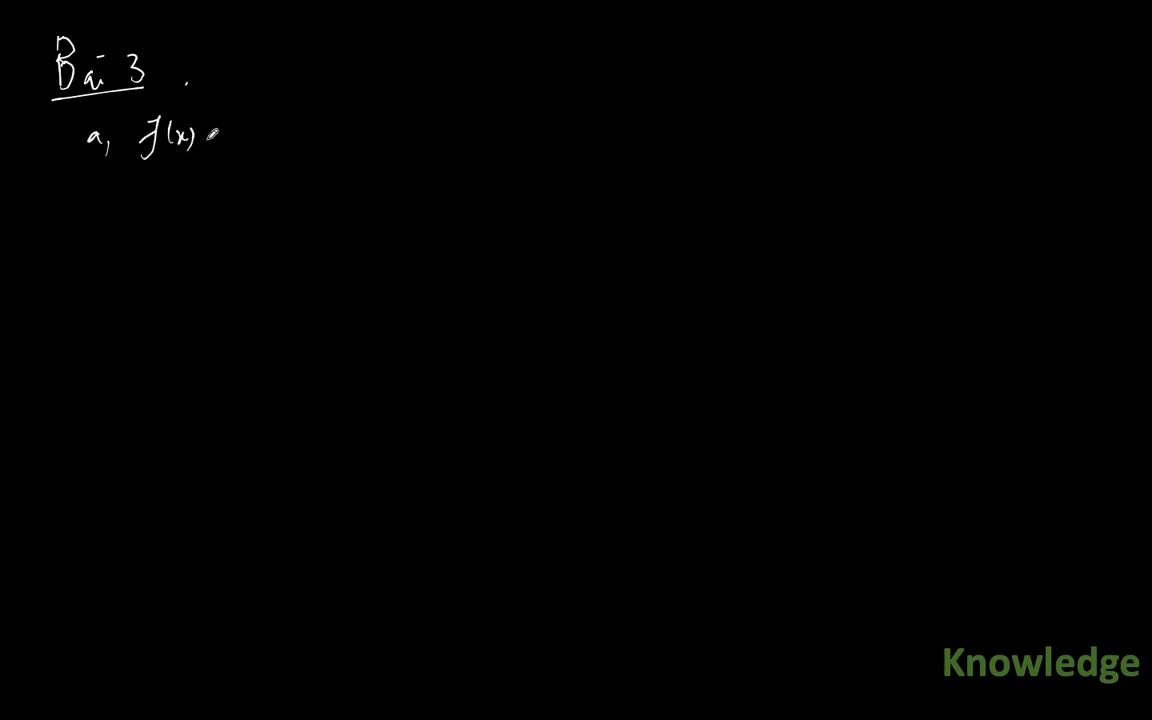 Bài 3 .
a, f(x)
Knowledge